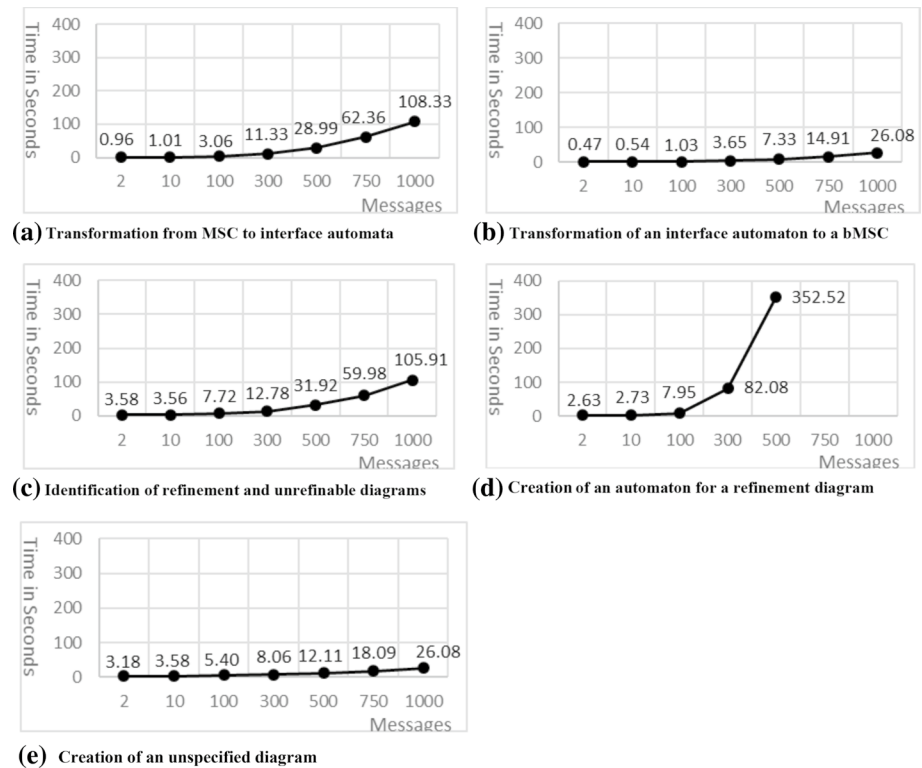 Time in Seconds
400
300
200
100
0
0.96 1.01 3.06 11.33 28.99 62.36 108.33
2 10 100 300 500 750 1000
Messages
(a) Transformation from MSC to interface automata
Time in Seconds
400
300
200
100
0
0.47 0.54 1.03 3.65 7.33 14.91 26.08
2 10 100 300 500 750 1000
Messages
(b) Transformation of an interface automaton to a bMSC
Time in Seconds
400
300
200
100
0
3.58 3.56 7.72 12.78 31.92 59.98 105.91
2 10 100 300 500 750 1000
Messages
(c) Identification of refinement and unrefinable diagrams
Time in Seconds
400
300
200
100
0
2.63 2.73 7.95 82.08 352.52
2 10 100 300 500 750 1000
Messages
(d) Creation of an automaton for a refinement diagram
Time in Seconds
400
300
200
100
0
3.18 3.58 5.40 8.06 12.11 18.09 26.08
2 10 100 300 500 750 1000
Messages
(e) Creation of an unspecified diagram